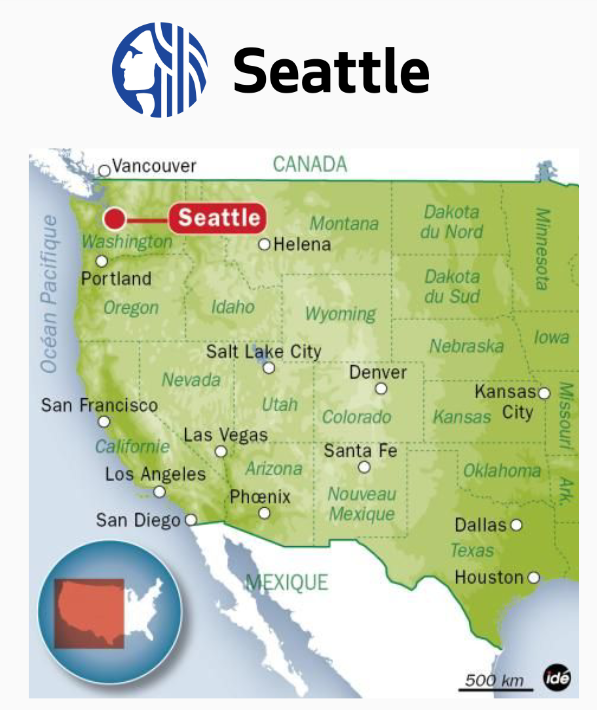 Seattle
Vancouver
CANADA
Seattle
Washington
Montana
Helena
Dakota
du Nord
Minnesota
Océan Pacifique
Portland
Oregon
Idaho
Wyoming
Dakota
du Sud
Salt Lake City
Nebraska
Iowa
Nevada
Denver
Utah
Colorado
Kansas
Kansas
City
Missouri
San Francisco
Californie
Las Vegas
Santa Fe
Los Angeles
Arizona
Oklahoma
Ark.
Phœnix
Nouveau
Mexique
San Diego
Dallas
Texas
Houston
MEXIQUE
500 km
idé